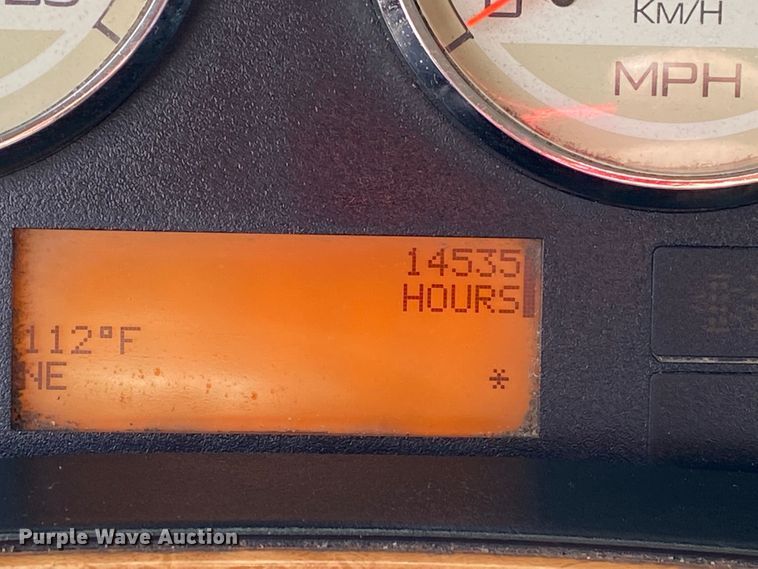 KM/H
MPH
14535
HOURS
112°F
NE
*
Purple Wave Auction